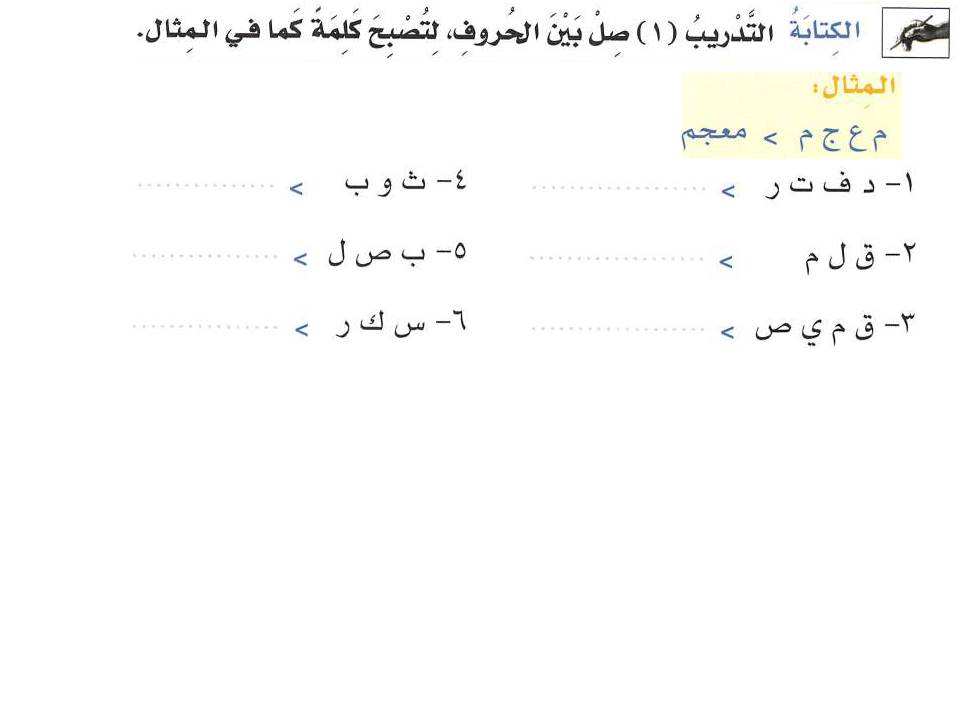 الكِتابَةُ التَّدْريبُ (١) صِلْ بَيْنَ الحُروفِ، لِتُصْبِحَ كَلِمَةً كَما في المِثال.
المِثال:
م ع ج م > معجم
١- د ف ت ر > ....................
٤- ث و ب > ................
٢- ق ل م > ....................
٥- ب ص ل > ................
٣- ق م ي ص > ....................
٦- س ك ر > ................